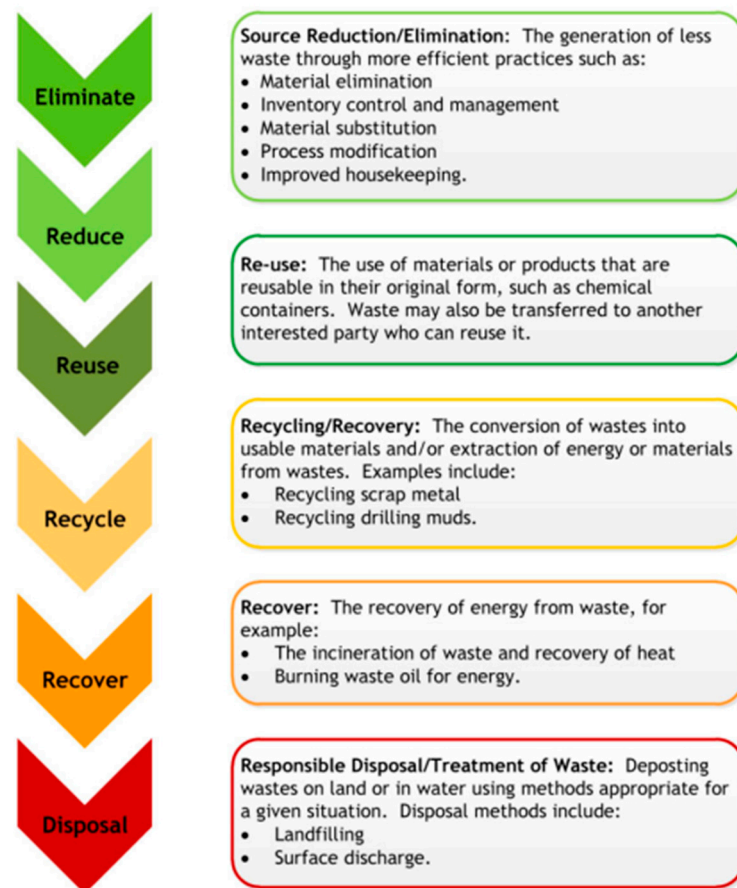 Eliminate
Source Reduction/Elimination: The generation of less
waste through more efficient practices such as:
• Material elimination
• Inventory control and management
• Material substitution
• Process modification
• Improved housekeeping.
Reduce
Re-use: The use of materials or products that are
reusable in their original form, such as chemical
containers. Waste may also be transferred to another
interested party who can reuse it.
Reuse
Recycling/Recovery: The conversion of wastes into
usable materials and/or extraction of energy or materials
from wastes. Examples include:
• Recycling scrap metal
• Recycling drilling muds.
Recycle
Recover: The recovery of energy from waste, for
example:
• The incineration of waste and recovery of heat
• Burning waste oil for energy.
Recover
Responsible Disposal/Treatment of Waste: Deposting
wastes on land or in water using methods appropriate for
a given situation. Disposal methods include:
• Landfilling
• Surface discharge.
Disposal